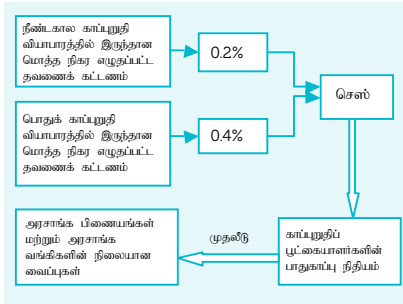 நீண்டகால காப்புறுதி
வியாபாரத்தில் இருந்தான
மொத்த நிகர எழுதப்பட்ட
தவணைக் கட்டணம்
0.2%
செஸ்
பொதுக் காப்புறுதி
வியாபாரத்தில் இருந்தான
மொத்த நிகர எழுதப்பட்ட
தவணைக் கட்டணம்
0.4%
அரசாங்க பிணையங்கள்
மற்றும் அரசாங்க
வங்கிகளின் நிலையான
வைப்புகள்
முதலீடு
காப்புறுதிப்
பூட்கையாளர்களின்
பாதுகாப்பு நிதியம்